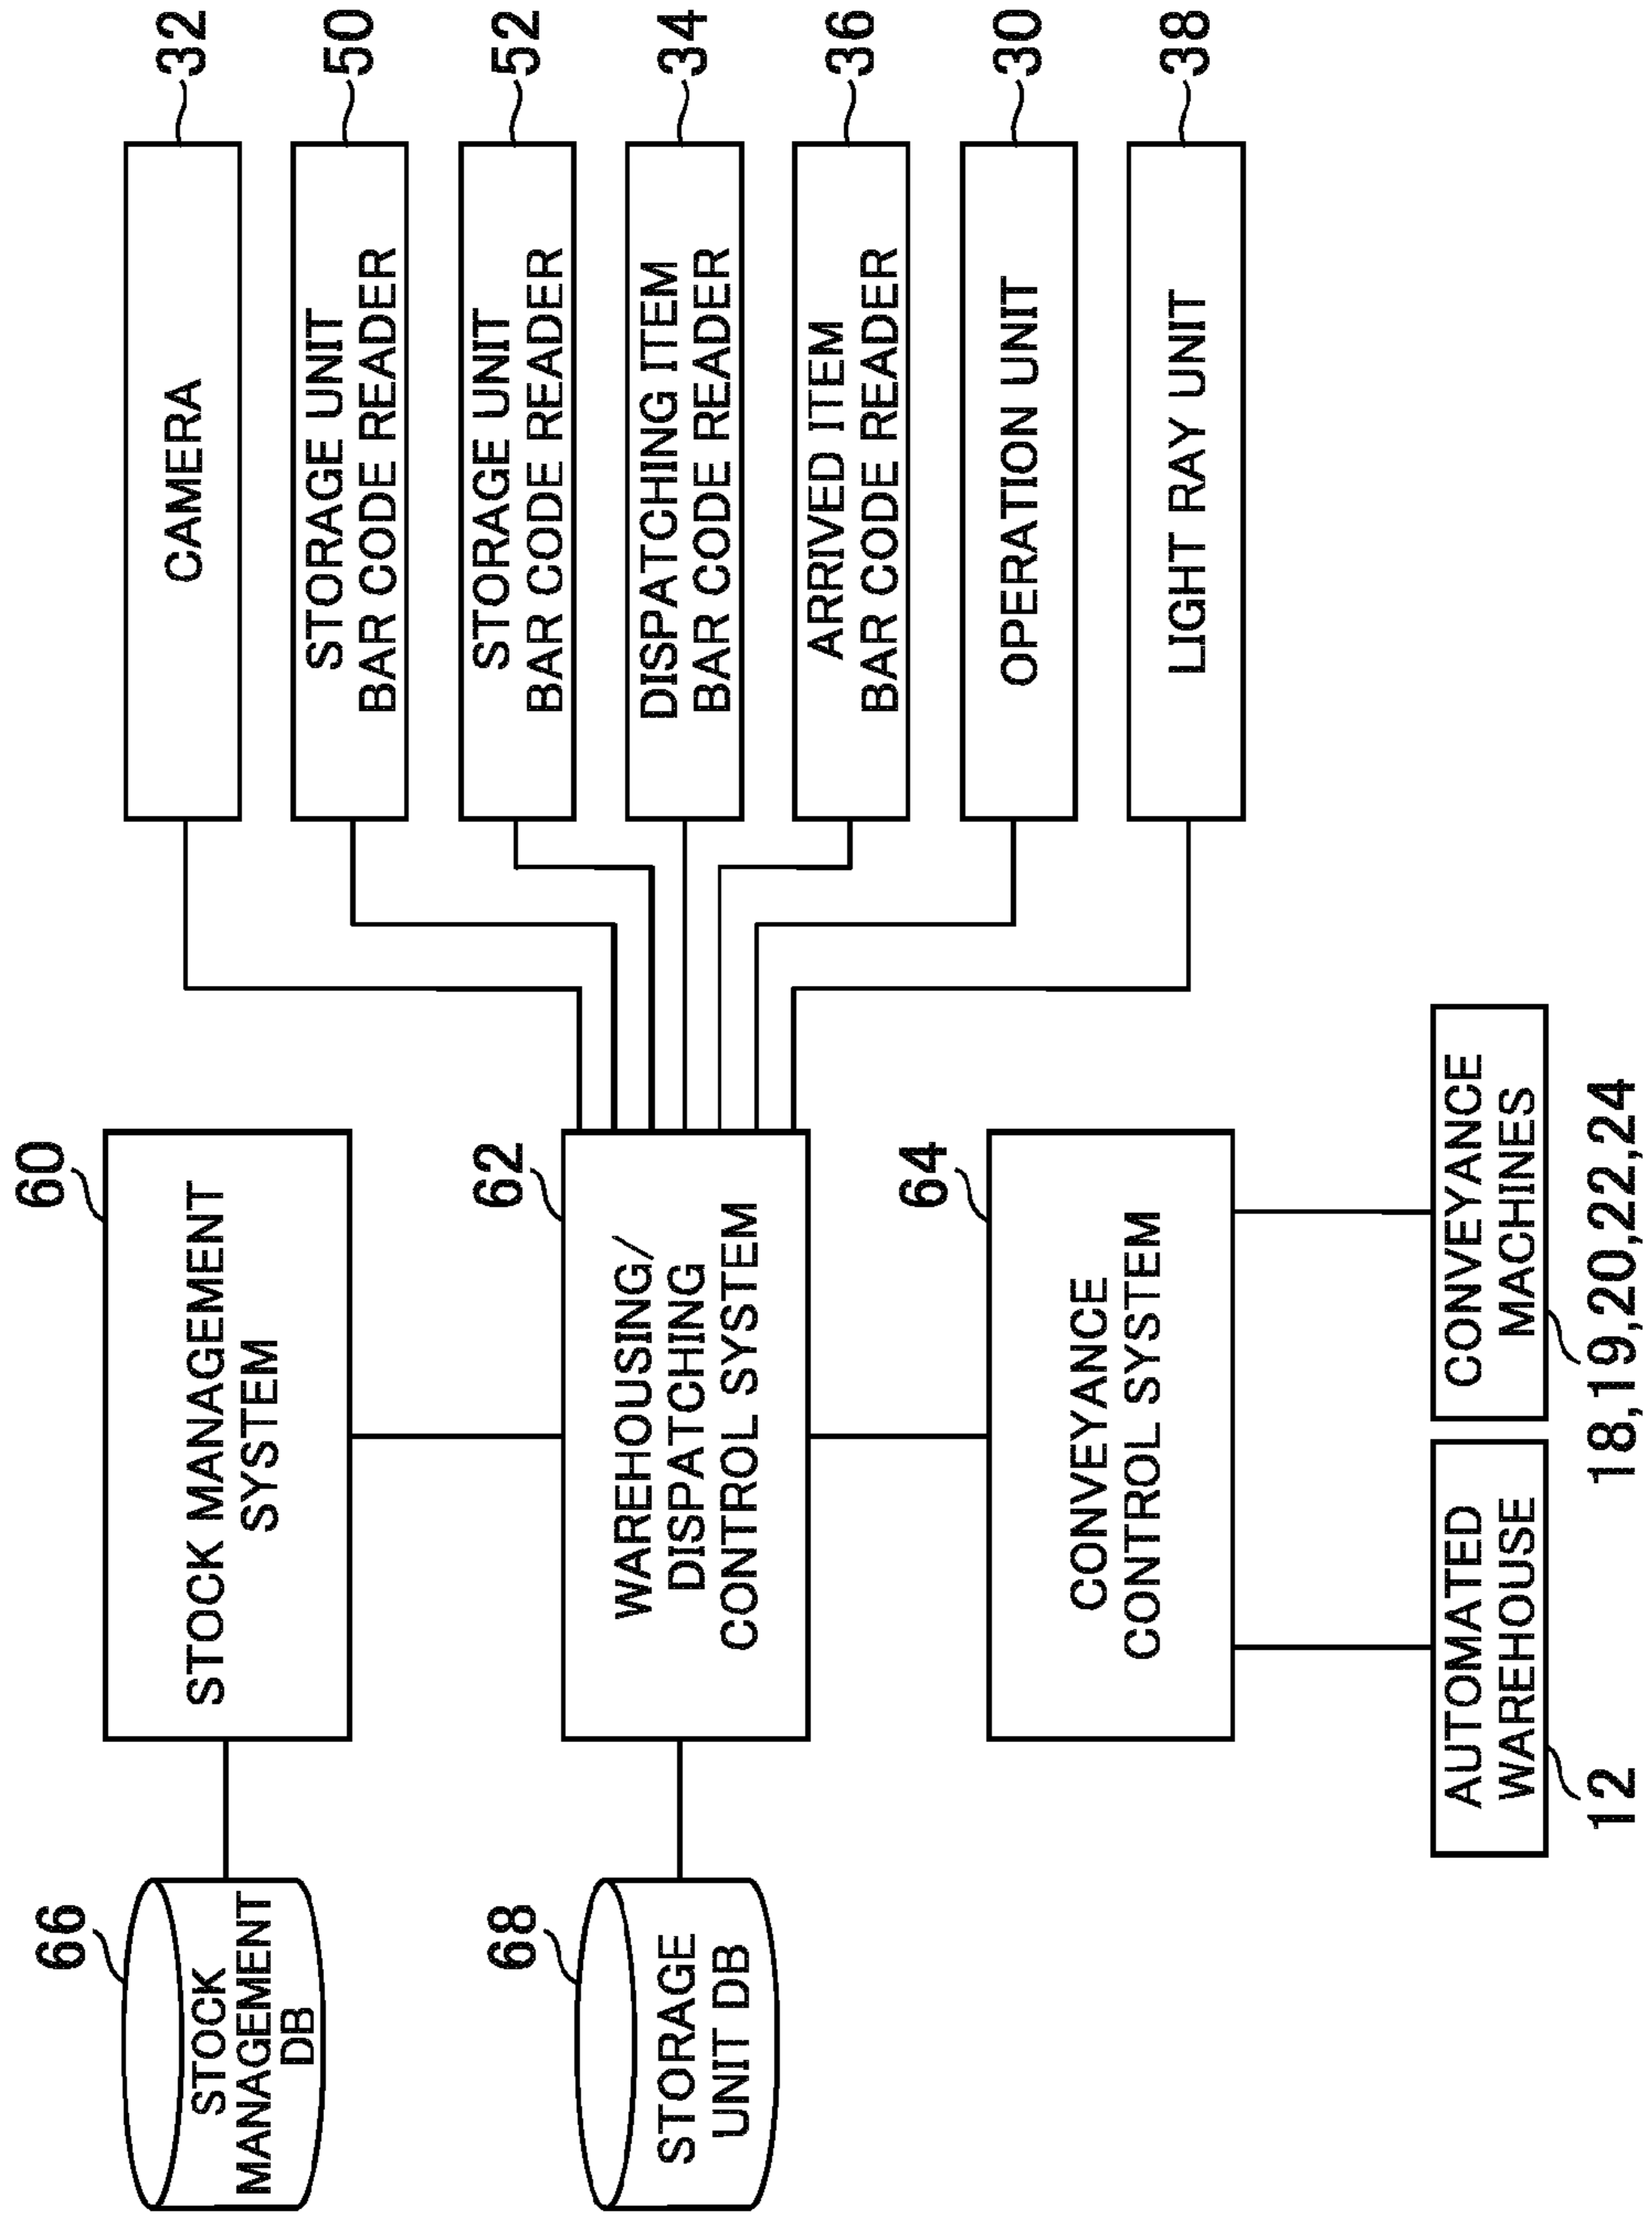 66
STOCK
MANAGEMENT
DB
60
STOCK MANAGEMENT
SYSTEM
CAMERA
32
STORAGE UNIT
BAR CODE READER
50
STORAGE UNIT
BAR CODE READER
52
68
STORAGE
UNIT DB
62
WAREHOUSING/
DISPATCHING
CONTROL SYSTEM
DISPATCHING ITEM
BAR CODE READER
34
ARRIVED ITEM
BAR CODE READER
36
OPERATION UNIT
30
LIGHT RAY UNIT
38
64
CONVEYANCE
CONTROL SYSTEM
AUTOMATED
WAREHOUSE
12
CONVEYANCE
MACHINES
18,19,20,22,24